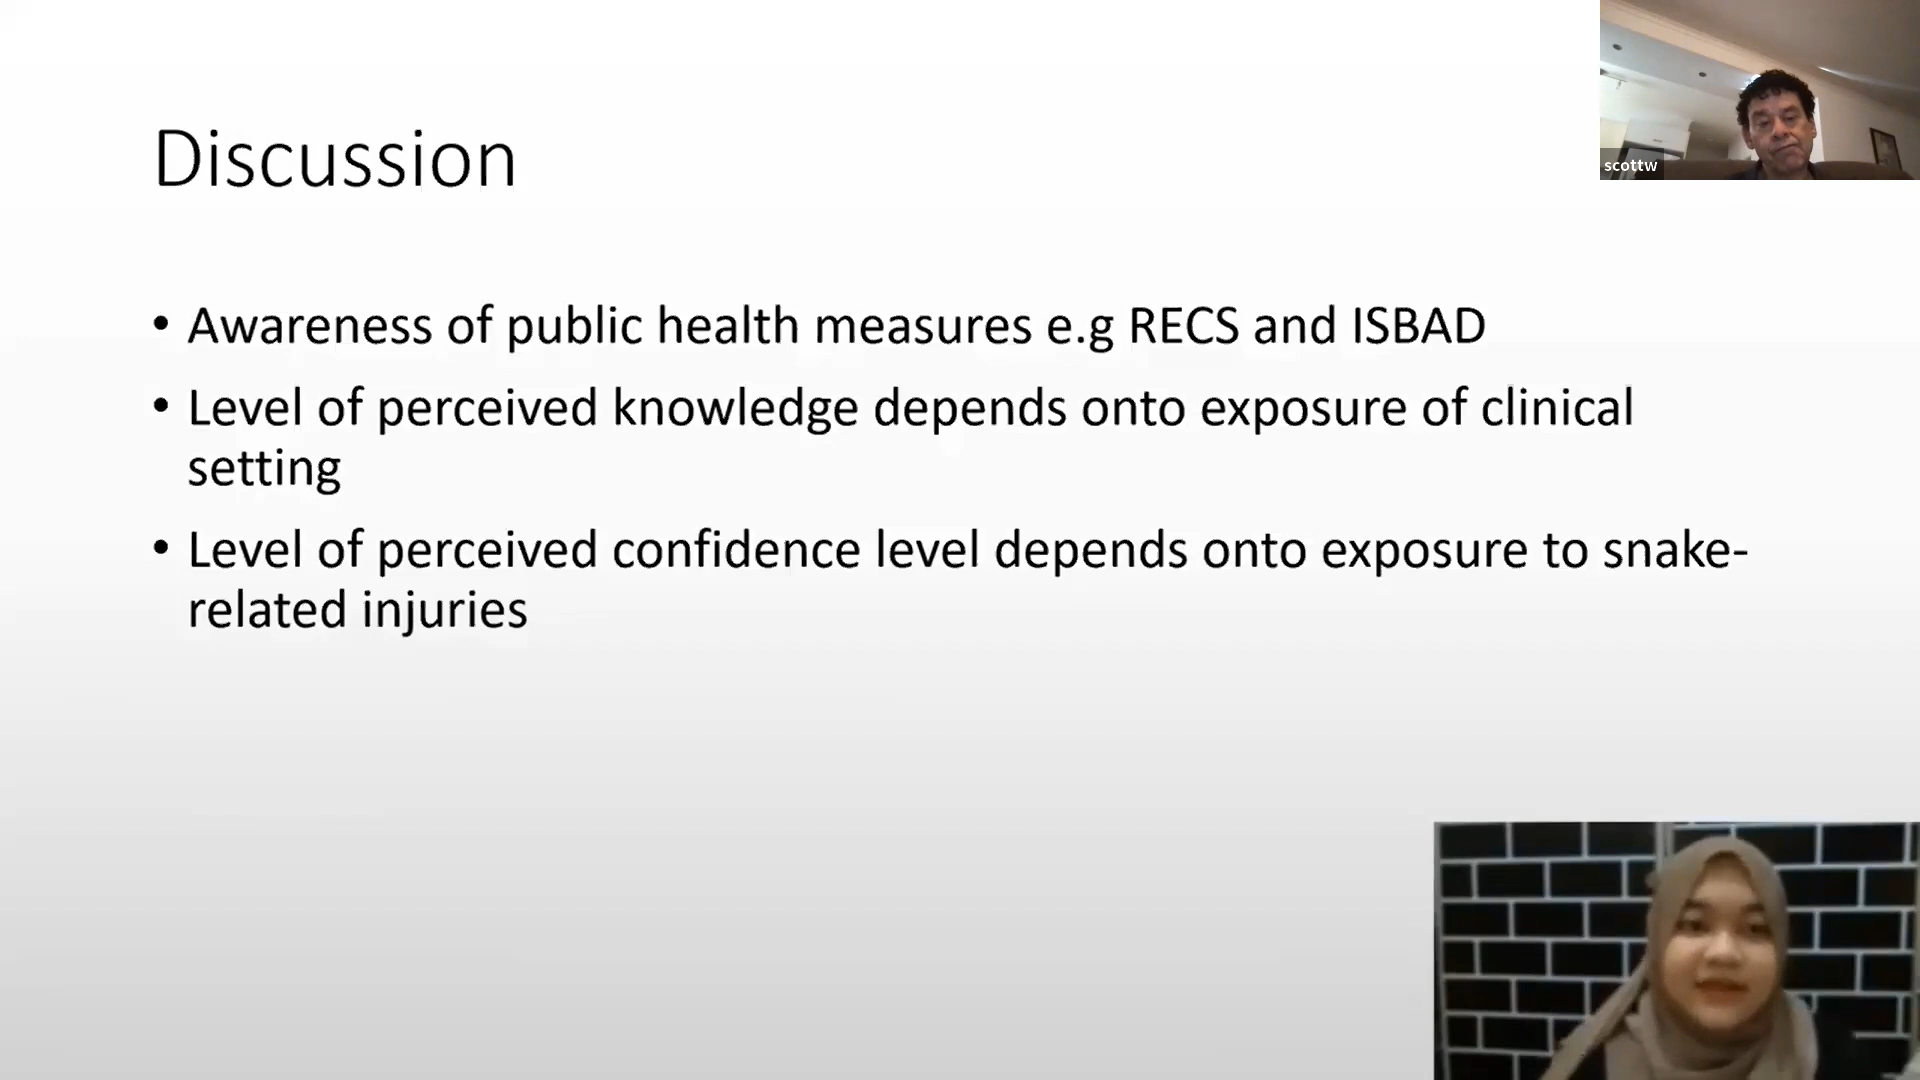 Discussion
• Awareness of public health measures e.g RECS and ISBAD
• Level of perceived knowledge depends onto exposure of clinical
setting
• Level of perceived confidence level depends onto exposure to snake-
related injuries
scottw